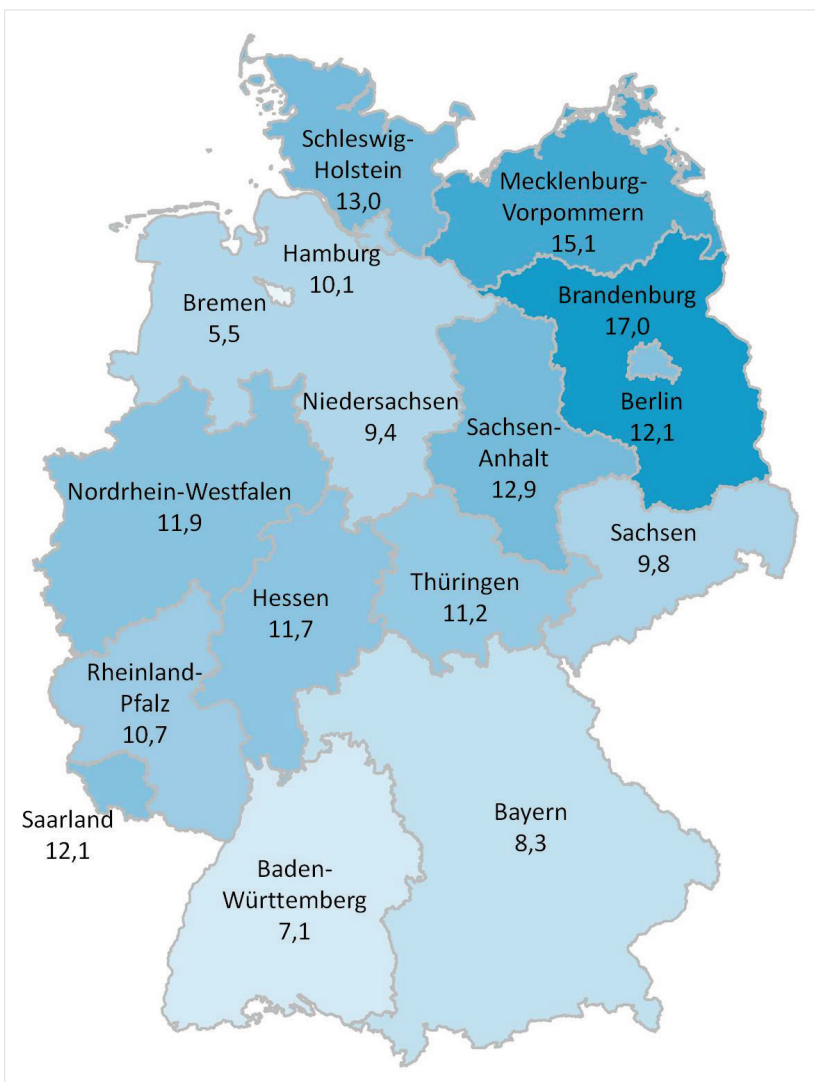 Schleswig-
Holstein
13,0
Mecklenburg-
Vorpommern
15,1
Hamburg
10,1
Bremen
5,5
Brandenburg
17,0
Berlin
12,1
Niedersachsen
9,4
Sachsen-
Anhalt
12,9
Nordrhein-Westfalen
11,9
Sachsen
9,8
Hessen
11,7
Thüringen
11,2
Rheinland-
Pfalz
10,7
Saarland
12,1
Bayern
8,3
Baden-
Württemberg
7,1